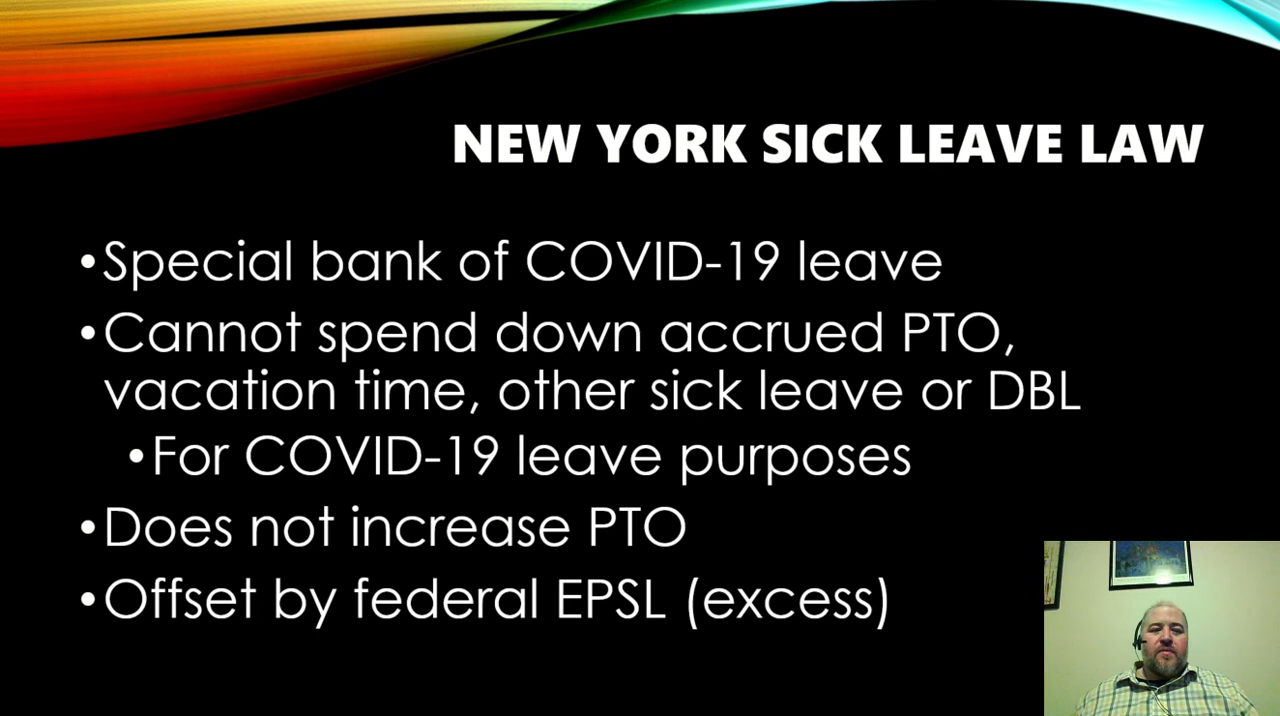 NEW YORK SICK LEAVE LAW
•Special bank of COVID-19 leave
•Cannot spend down accrued PTO,
vacation time, other sick leave or DBL
•For COVID-19 leave purposes
•Does not increase PTO
•Offset by federal EPSL (excess)